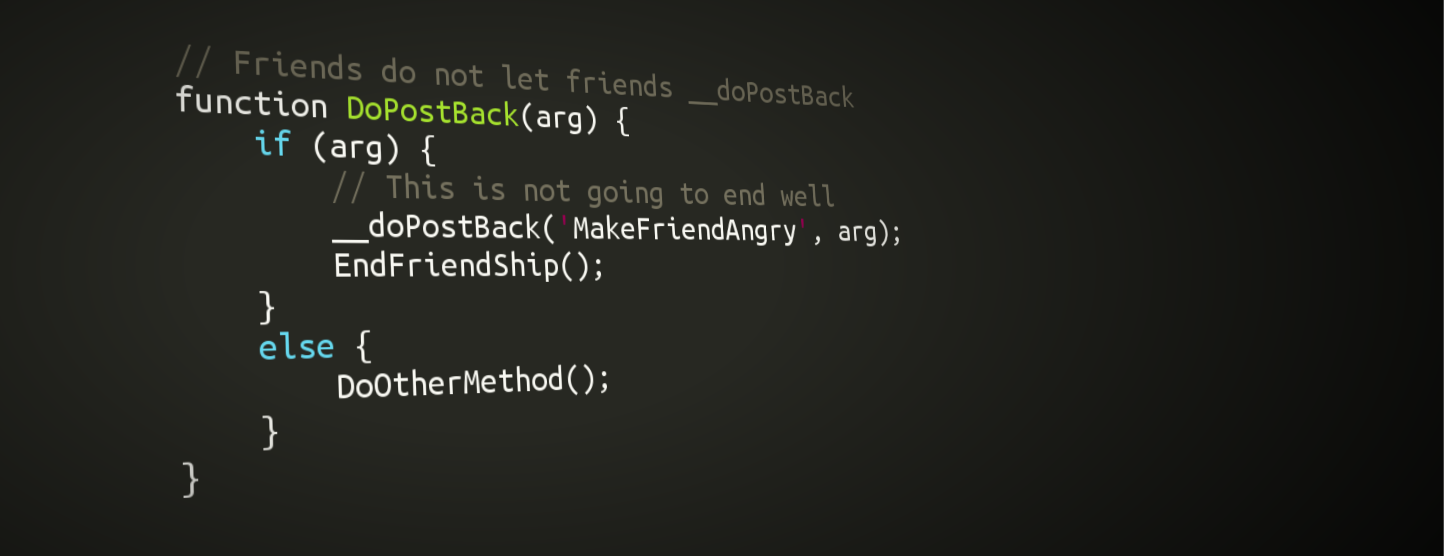 // Friends do not let friends __doPostBack
function DoPostBack(arg) {
if (arg) {
// This is not going to end well
__doPostBack('MakeFriendAngry', arg);
EndFriendShip();
}
else {
DoOtherMethod();
}
}